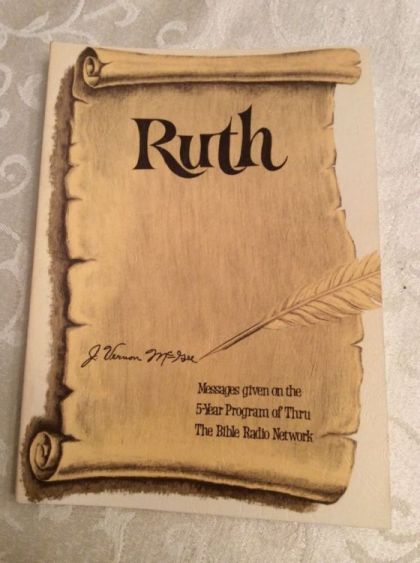 Ruth
J. Vernon McGee
Messages given on the
5-Year Program of Thru
The Bible Radio Network